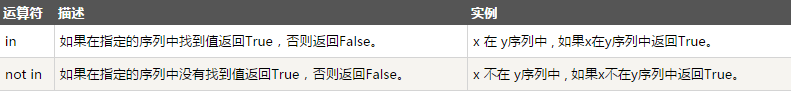 运算符 描述 实例
in 如果在指定的序列中找到值返回True，否则返回False。 x 在 y序列中 , 如果x在y序列中返回True。
not in 如果在指定的序列中没有找到值返回True，否则返回False。 x 不在 y序列中 , 如果x不在y序列中返回True。